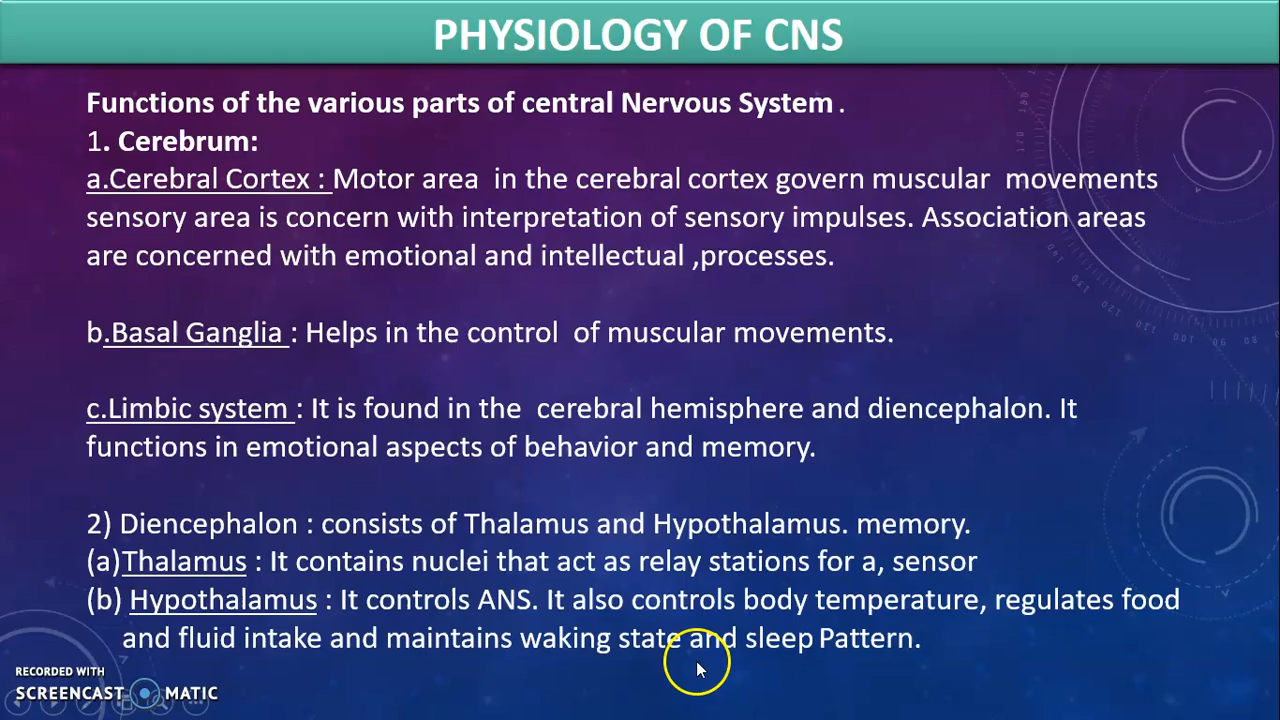 PHYSIOLOGY OF CNS
Functions of the various parts of central Nervous System .
1. Cerebrum:
a.Cerebral Cortex : Motor area in the cerebral cortex govern muscular movements
sensory area is concern with interpretation of sensory impulses. Association areas
are concerned with emotional and intellectual ,processes.
b.Basal Ganglia : Helps in the control of muscular movements.
c.Limbic system : It is found in the cerebral hemisphere and diencephalon. It
functions in emotional aspects of behavior and memory.
2) Diencephalon : consists of Thalamus and Hypothalamus. memory.
(a)Thalamus : It contains nuclei that act as relay stations for a, sensor
(b) Hypothalamus : It controls ANS. It also controls body temperature, regulates food
and fluid intake and maintains waking state and sleep Pattern.
RECORDED WITH
SCREENCAST MATIC